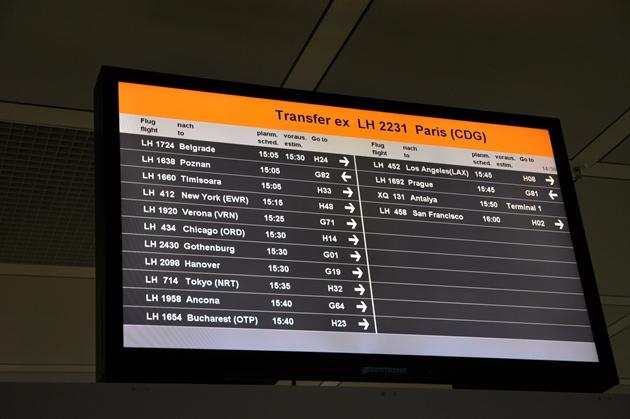 Transfer ex LH 2231 Paris (CDG)
Flug nach planm. voraus. Go to
flight to sched. estim.
LH 1724 Belgrade 15:05 15:30 H24 →
LH 1638 Poznan 15:05 G82 ←
LH 1660 Timisoara 15:05 H33 →
LH 412 New York (EWR) 15:15 H48 →
LH 1920 Verona (VRN) 15:25 G71 →
LH 434 Chicago (ORD) 15:30 H14 →
LH 2430 Gothenburg 15:30 G01 →
LH 2098 Hanover 15:30 G19 →
LH 714 Tokyo (NRT) 15:35 H32 →
LH 1958 Ancona 15:40 G64 →
LH 1654 Bucharest (OTP) 15:40 H23 →
Flug nach planm. voraus. Go to
flight to sched. estim.
LH 452 Los Angeles(LAX) 15:45 H08 →
LH 1692 Prague 15:45 G81 ←
XQ 131 Antalya 15:50 Terminal 1
LH 458 San Francisco 16:00 H02 →